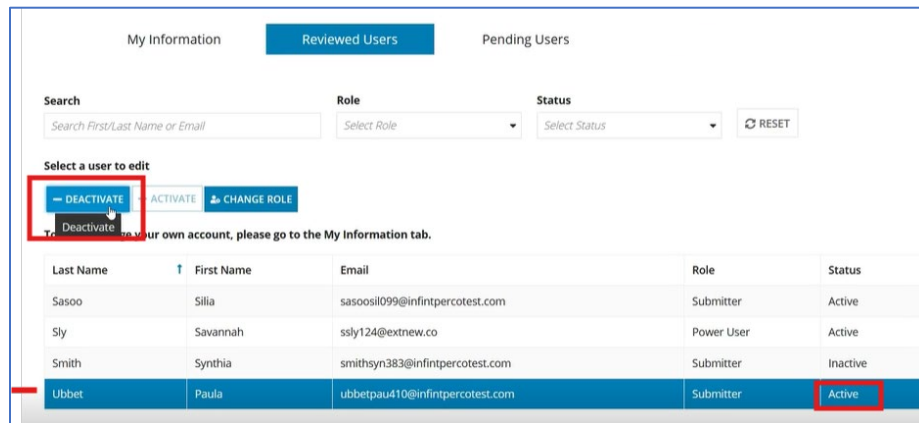 My Information Reviewed Users Pending Users
Search Role Status
Search First/Last Name or Email Select Role Select Status RESET
Select a user to edit
DEACTIVATE ACTIVATE CHANGE ROLE
Deactivate
To your own account, please go to the My Information tab.
Last Name First Name Email Role Status
Sasoo Silia sasoosil099@infintpercotest.com Submitter Active
Sly Savannah ssly124@extnew.co Power User Active
Smith Synthia smithsyn383@infintpercotest.com Submitter Inactive
Ubbet Paula ubbetpau410@infintpercotest.com Submitter Active